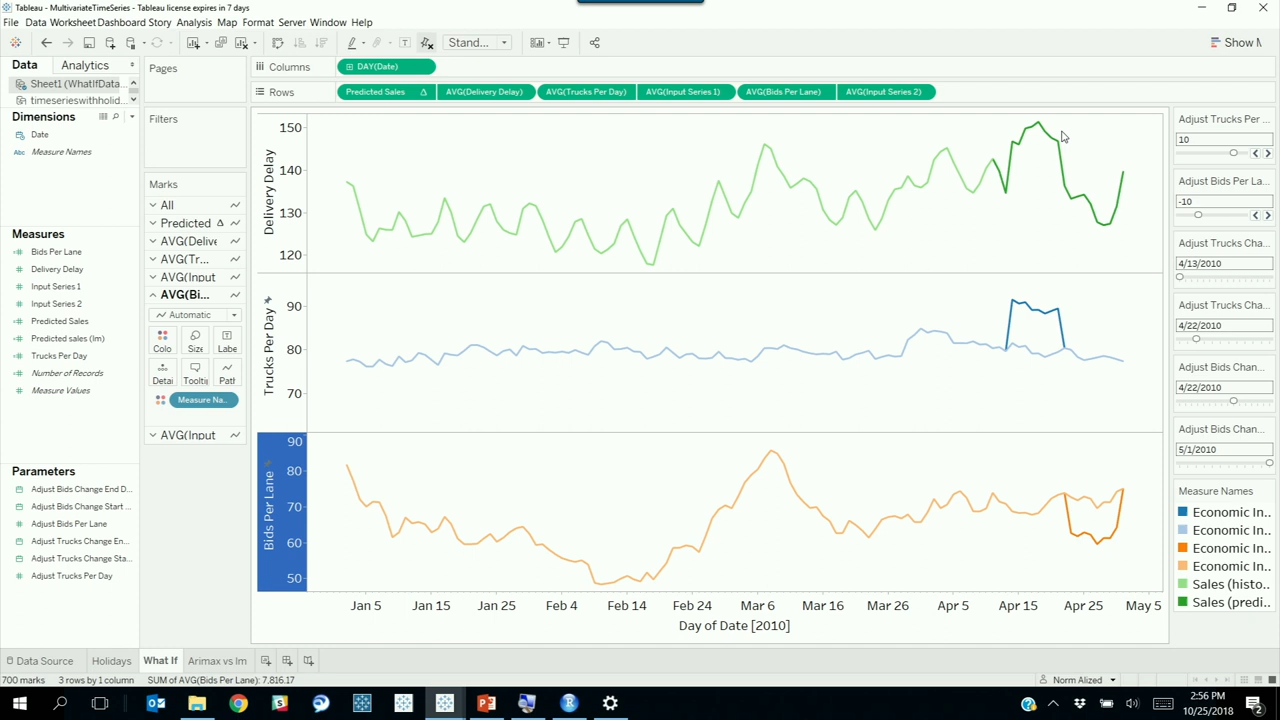 Tableau - MultivariateTimeSeries - Tableau license expires in 7 days
File Data Worksheet Dashboard Story Analysis Map Format Server Window Help
Stand...
Show M
Data Analytics
Sheet1 (WhatIfData...
timeserieswithholid...
Dimensions
Date
Abc Measure Names
Measures
Bids Per Lane
Delivery Delay
Input Series 1
Input Series 2
Predicted Sales
Predicted sales (lm)
Trucks Per Day
Number of Records
Measure Values
Parameters
Adjust Bids Change End D...
Adjust Bids Change Start ...
Adjust Bids Per Lane
Adjust Trucks Change En...
Adjust Trucks Change Sta...
Adjust Trucks Per Day
Pages
Filters
Marks
All
Predicted
AVG(Delive
AVG(Tr...
AVG(Input
AVG(Bi...
Automatic
Colo Size Labe
Detai Toolti Path
Measure Na..
AVG(Input
Columns DAY(Date)
Rows Predicted Sales AVG(Delivery Delay) AVG(Trucks Per Day) AVG(Input Series 1) AVG(Bids Per Lane) AVG(Input Series 2)
Delivery Delay
150
140
130
120
Trucks Per Day
90
80
70
Bids Per Lane
90
80
70
60
50
Jan 5 Jan 15 Jan 25 Feb 4 Feb 14 Feb 24 Mar 6 Mar 16 Mar 26 Apr 5 Apr 15 Apr 25 May 5
Day of Date [2010]
Adjust Trucks Per ...
10
Adjust Bids Per La...
-10
Adjust Trucks Cha...
4/13/2010
Adjust Trucks Cha...
4/22/2010
Adjust Bids Chan...
4/22/2010
Adjust Bids Chan...
5/1/2010
Measure Names
Economic In..
Economic In..
Economic In..
Economic In..
Sales (histo..
Sales (predi..
Data Source Holidays What If Arimax vs lm
700 marks 3 rows by 1 column SUM of AVG(Bids Per Lane): 7,816.17
Norm Alized
2:56 PM
10/25/2018
2